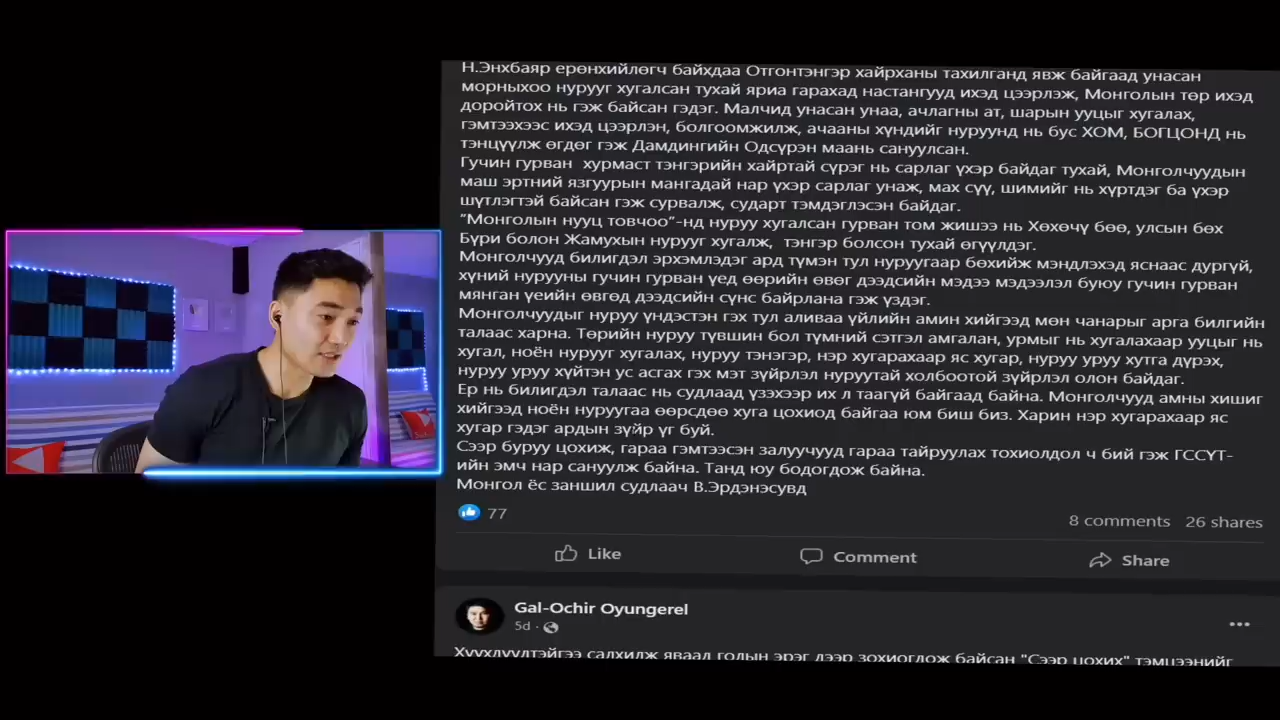 Н.Энхбаяр ерөнхийлөгч байхдаа Отгонтэнгэр хайрханы тахилганд явж байгаад унасан
морныхоо нурууг хугалсан тухай яриа гарахад настангууд ихэд цээрлэж, Монголын төр ихэд
доройтох нь гэж байсан гэдэг. Малчид унасан унаа, ачлагны ат, шарын ууцыг хугалах,
гэмтээхээс ихэд цээрлэн, болгоомжилж, ачааны хүндийг нуруунд нь бус ХОМ, БОГЦОНД нь
тэнцүүлж өгдөг гэж Дамдингийн Одсүрэн маань сануулсан.
Гучин гурван хурмаст тэнгэрийн хайртай сүрэг нь сарлаг үхэр байдаг тухай, Монголчуудын
маш эртний язгуурын мангадай нар үхэр сарлаг унаж, мах сүү, шимийг нь хүртдэг ба үхэр
шүтлэгтэй байсан гэж сурвалж, сударт тэмдэглэсэн байдаг.
"Монголын нууц товчоо"-нд нуруу хугалсан гурван том жишээ нь Хөхөчү бөө, улсын бөх
Бүри болон Жамухын нурууг хугалж, тэнгэр болсон тухай өгүүлдэг.
Монголчууд билигдэл эрхэмлэдэг ард түмэн тул нуруугаар бөхийж мэндлэхэд яснаас дургүй,
хүний нурууны гучин гурван үед өөрийн өвөг дээдсийн мэдээ мэдээлэл буюу гучин гурван
мянган үеийн өвгөд дээдсийн сүнс байрлана гэж үздэг.
Монголчуудыг нуруу үндэстэн гэх тул аливаа үйлийн амин хийгээд мөн чанарыг арга билгийн
талаас харна. Төрийн нуруу түвшин бол түмний сэтгэл амгалан, урмыг нь хугалахаар ууцыг нь
хугал, ноён нурууг хугалах, нуруу тэнэгэр, нэр хугарахаар яс хугар, нуруу уруу хутга дүрэх,
нуруу уруу хүйтэн ус асгах гэх мэт зүйрлэл нуруутай холбоотой зүйрлэл олон байдаг.
Ер нь билигдэл талаас нь судлаад үзэхээр их л таагүй байгаад байна. Монголчууд амны хишиг
хийгээд ноён нуруугаа өөрсдөө хуга цохиод байгаа юм биш биз. Харин нэр хугарахаар яс
хугар гэдэг ардын зүйр үг буй.
Сээр буруу цохиж, гараа гэмтээсэн залуучууд гараа тайруулах тохиолдол ч бий гэж ГССҮТ-
ийн эмч нар сануулж байна. Танд юу бодогдож байна.
Монгол ёс заншил судлаач В.Эрдэнэсувд
77
8 comments 26 shares
Like Comment Share
Gal-Ochir Oyungerel
5d
Хүүхдүүдтэйгээ салхилж яваад голын эрэг дээр зохиогдож байсан "Сээр цохих" тэмцээнийг